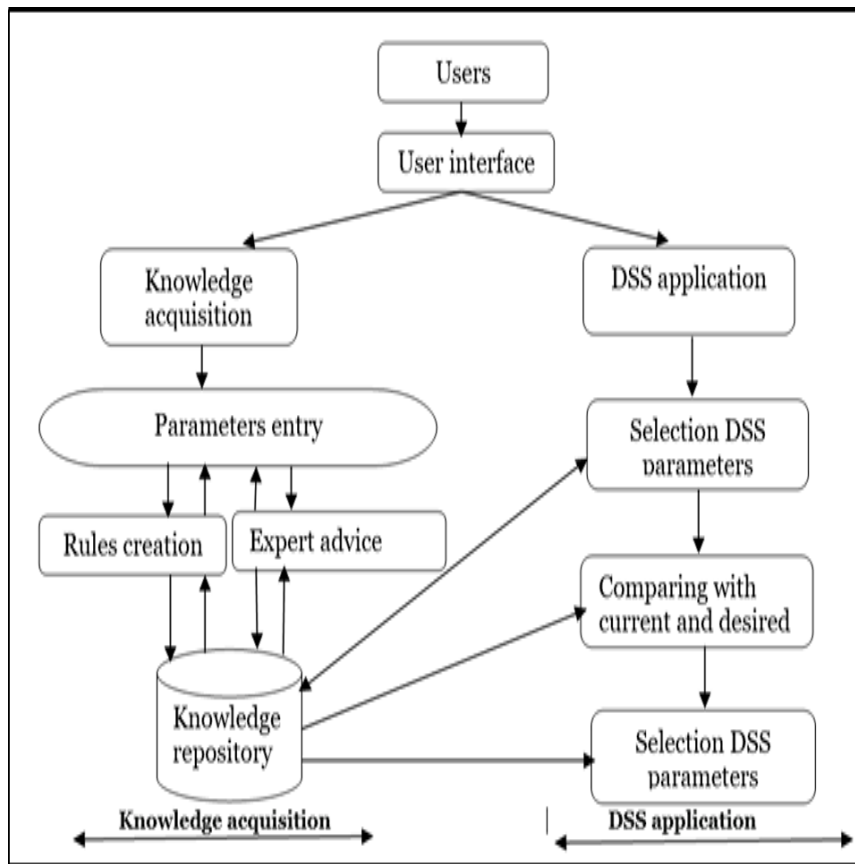 Users
User interface
Knowledge
acquisition
DSS application
Parameters entry
Selection DSS
parameters
Rules creation
Expert advice
Comparing with
current and desired
Knowledge
repository
Selection DSS
parameters
Knowledge acquisition
DSS application